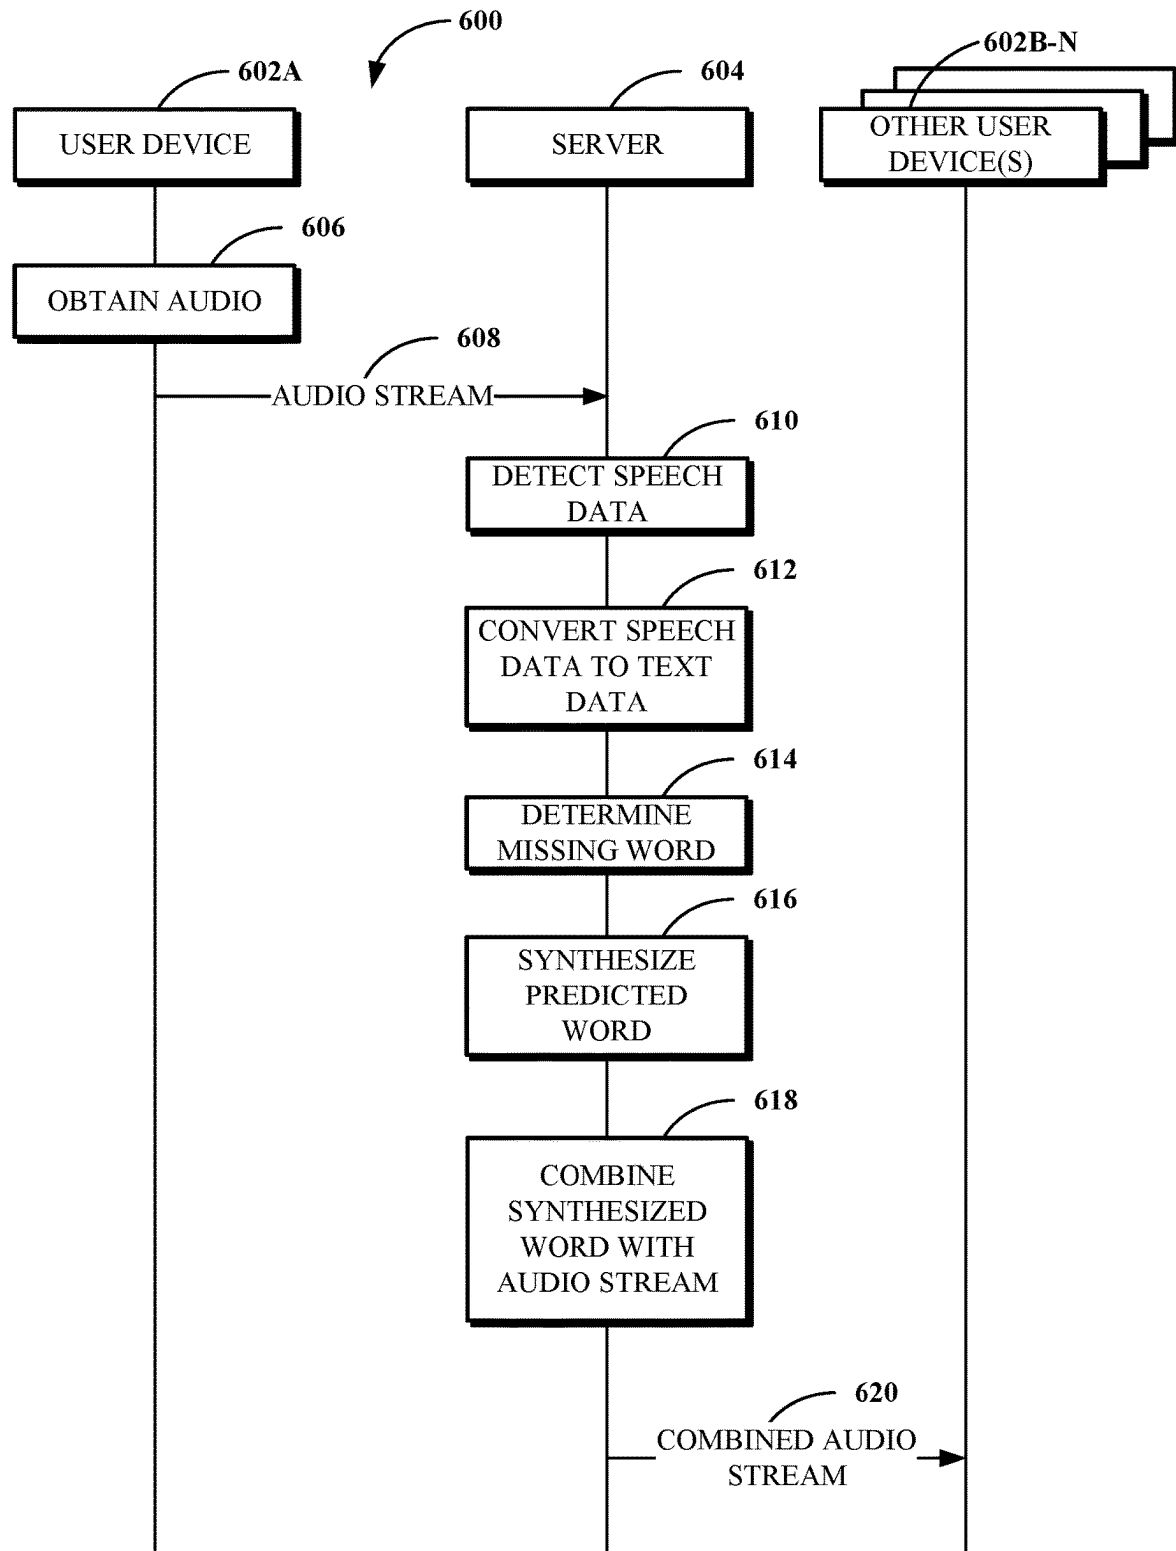 600
602A
604
602B-N
USER DEVICE
SERVER
OTHER USER
DEVICE(S)
606
OBTAIN AUDIO
608
AUDIO STREAM
610
DETECT SPEECH
DATA
612
CONVERT SPEECH
DATA TO TEXT
DATA
614
DETERMINE
MISSING WORD
616
SYNTHESIZE
PREDICTED
WORD
618
COMBINE
SYNTHESIZED
WORD WITH
AUDIO STREAM
620
COMBINED AUDIO
STREAM